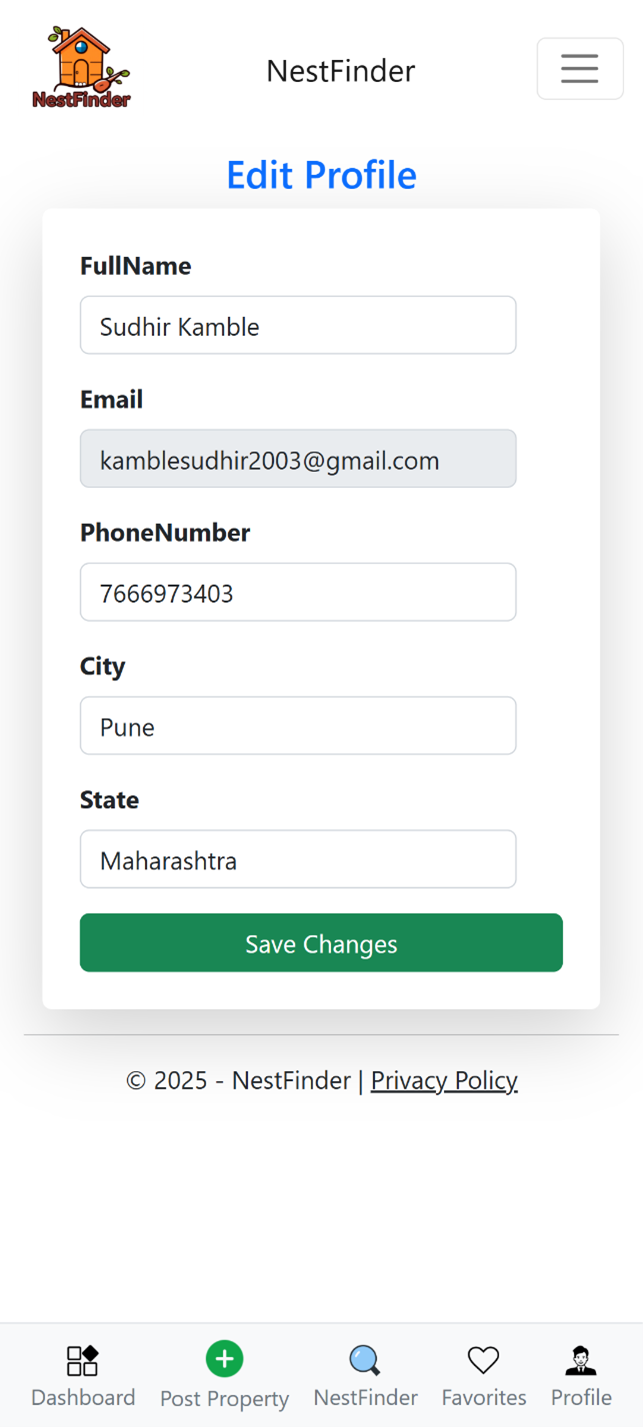 NestFinder
NestFinder
Edit Profile
FullName
Sudhir Kamble
Email
kamblesudhir2003@gmail.com
PhoneNumber
7666973403
City
Pune
State
Maharashtra
Save Changes
© 2025 - NestFinder | Privacy Policy
Dashboard Post Property NestFinder Favorites Profile